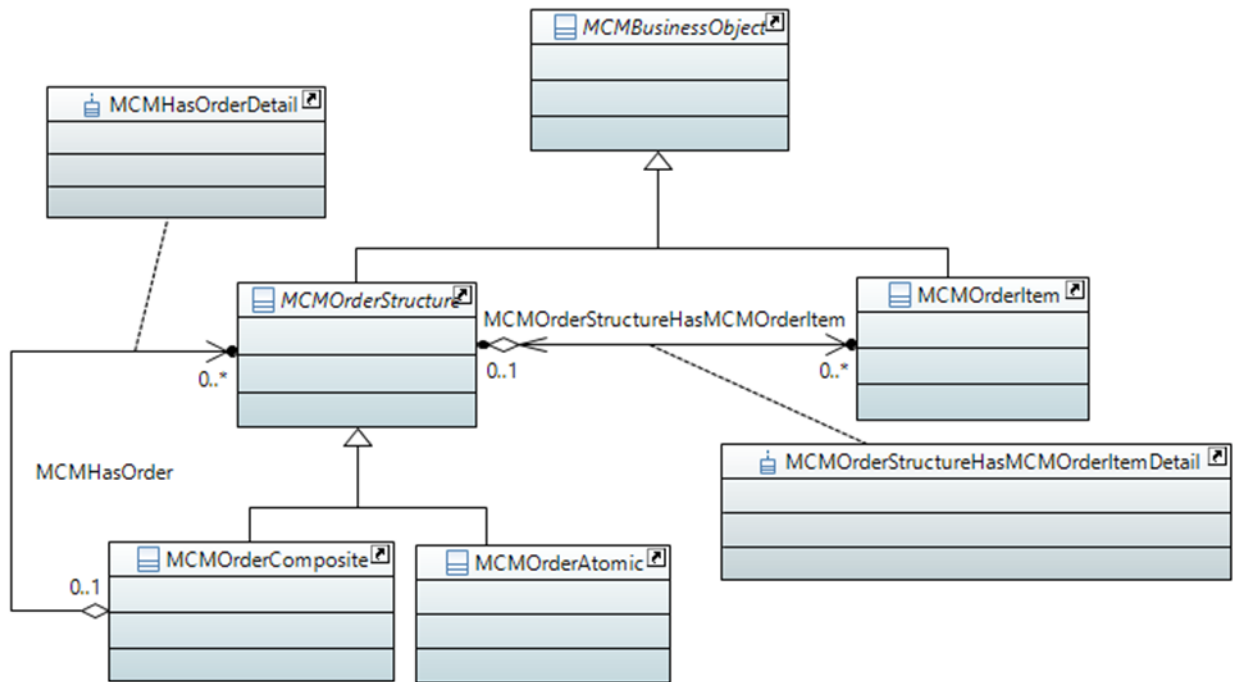 MCMBusinessObject
MCMHasOrderDetail
MCMOrderStructure
MCMOrderItem
MCMOrderStructureHasMCMOrderItem
0..*
0..1
0..*
MCMHasOrder
MCMOrderStructureHasMCMOrderItemDetail
MCMOrderComposite
MCMOrderAtomic
0..1